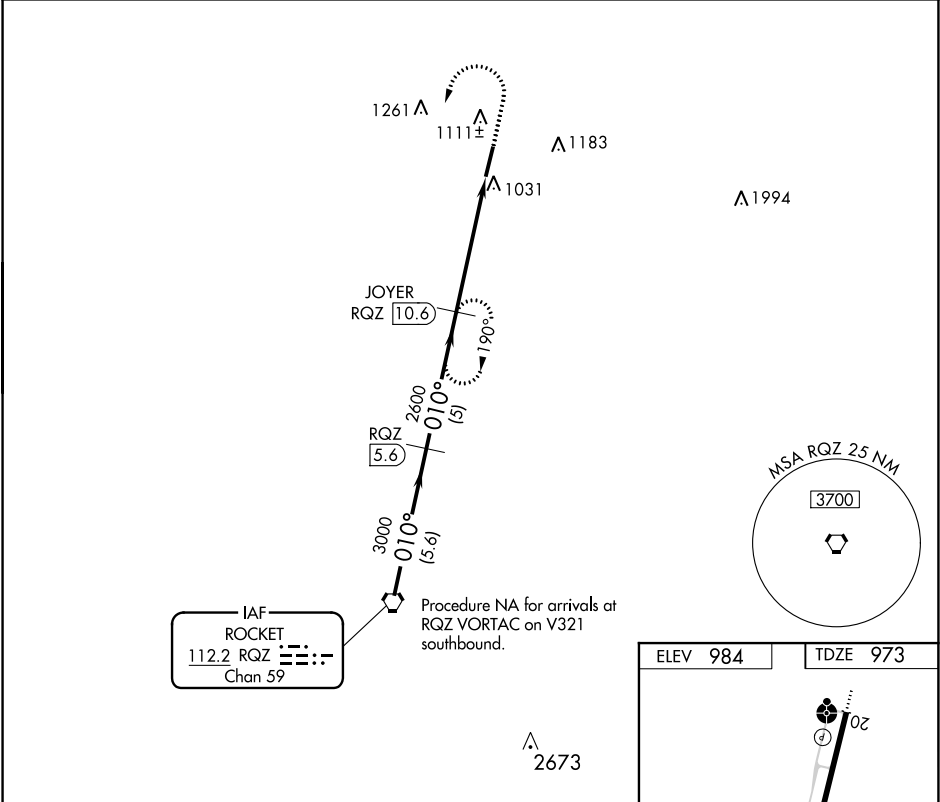 1261
1111±
1183
1031
1994
JOYER
RQZ 10.6
190°
2600
010°
(5)
RQZ
5.6
MSA RQZ 25 NM
3700
3000
010°
(5.6)
Procedure NA for arrivals at
RQZ VORTAC on V321
southbound.
IAF
ROCKET
112.2 RQZ
Chan 59
ELEV 984
TDZE 973
20
P
2673